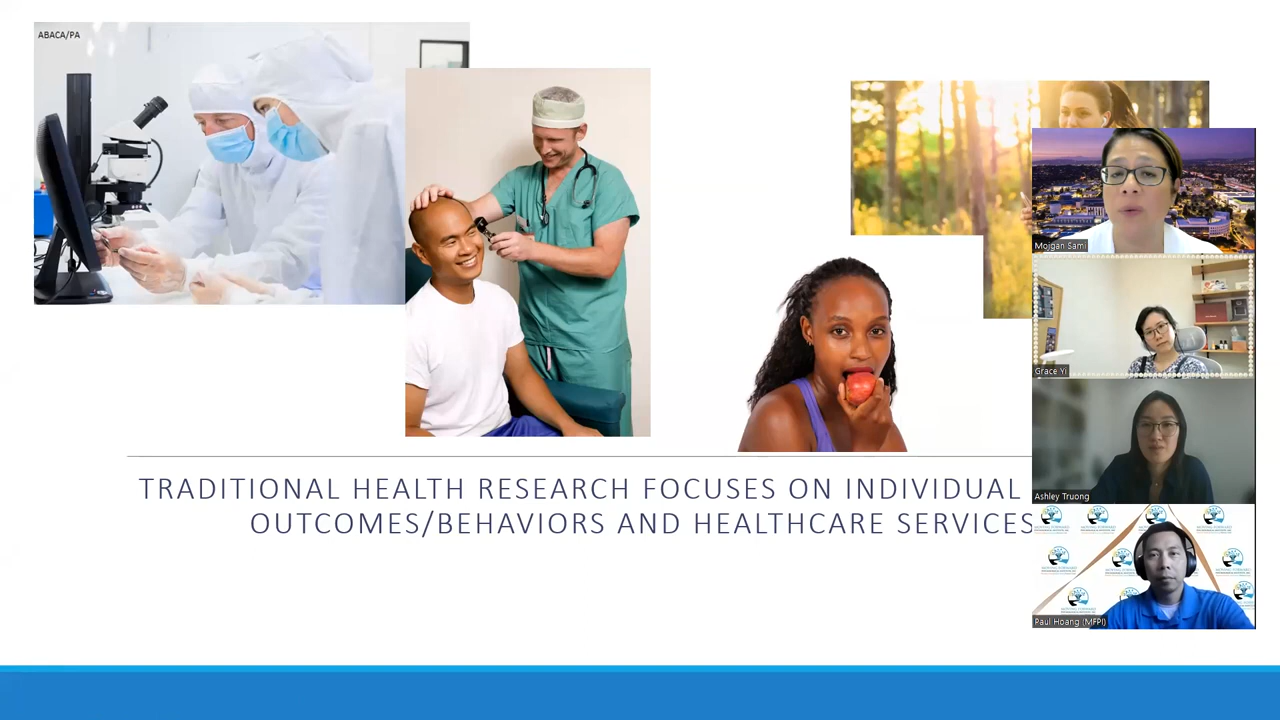 ABACA/PA
TRADITIONAL HEALTH RESEARCH FOCUSES ON INDIVIDUAL
OUTCOMES/BEHAVIORS AND HEALTHCARE SERVICES
Mojgan Sami
Grace Yi
Ashley Truong
Paul Hoang (MFPI)